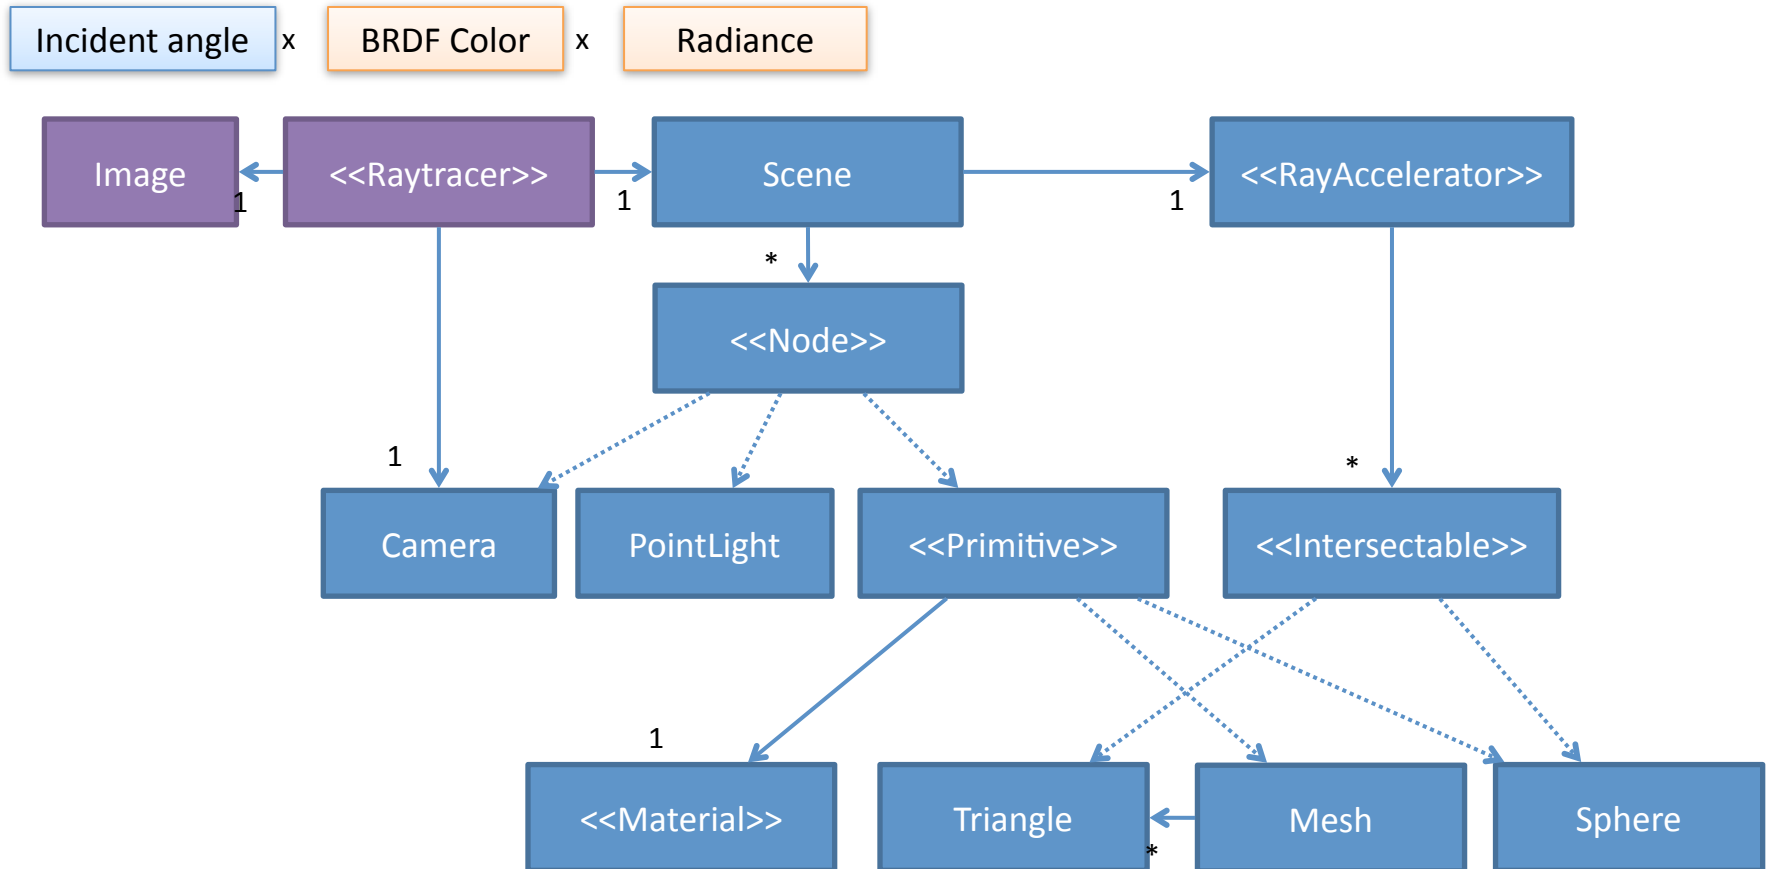 Incident angle x BRDF Color x Radiance
Image <<Raytracer>> Scene <<RayAccelerator>>
1 1 1
*
<<Node>>
1 *
Camera PointLight <<Primitive>> <<Intersectable>>
1
<<Material>> Triangle Mesh Sphere
*